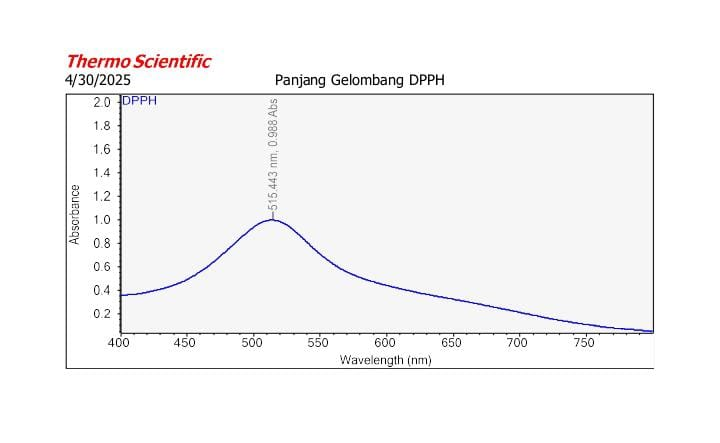 Thermo Scientific
4/30/2025
Panjang Gelombang DPPH
DPPH
515.443 nm, 0.988 Abs
Absorbance
2.0
1.8
1.6
1.4
1.2
1.0
0.8
0.6
0.4
0.2
400 450 500 550 600 650 700 750
Wavelength (nm)